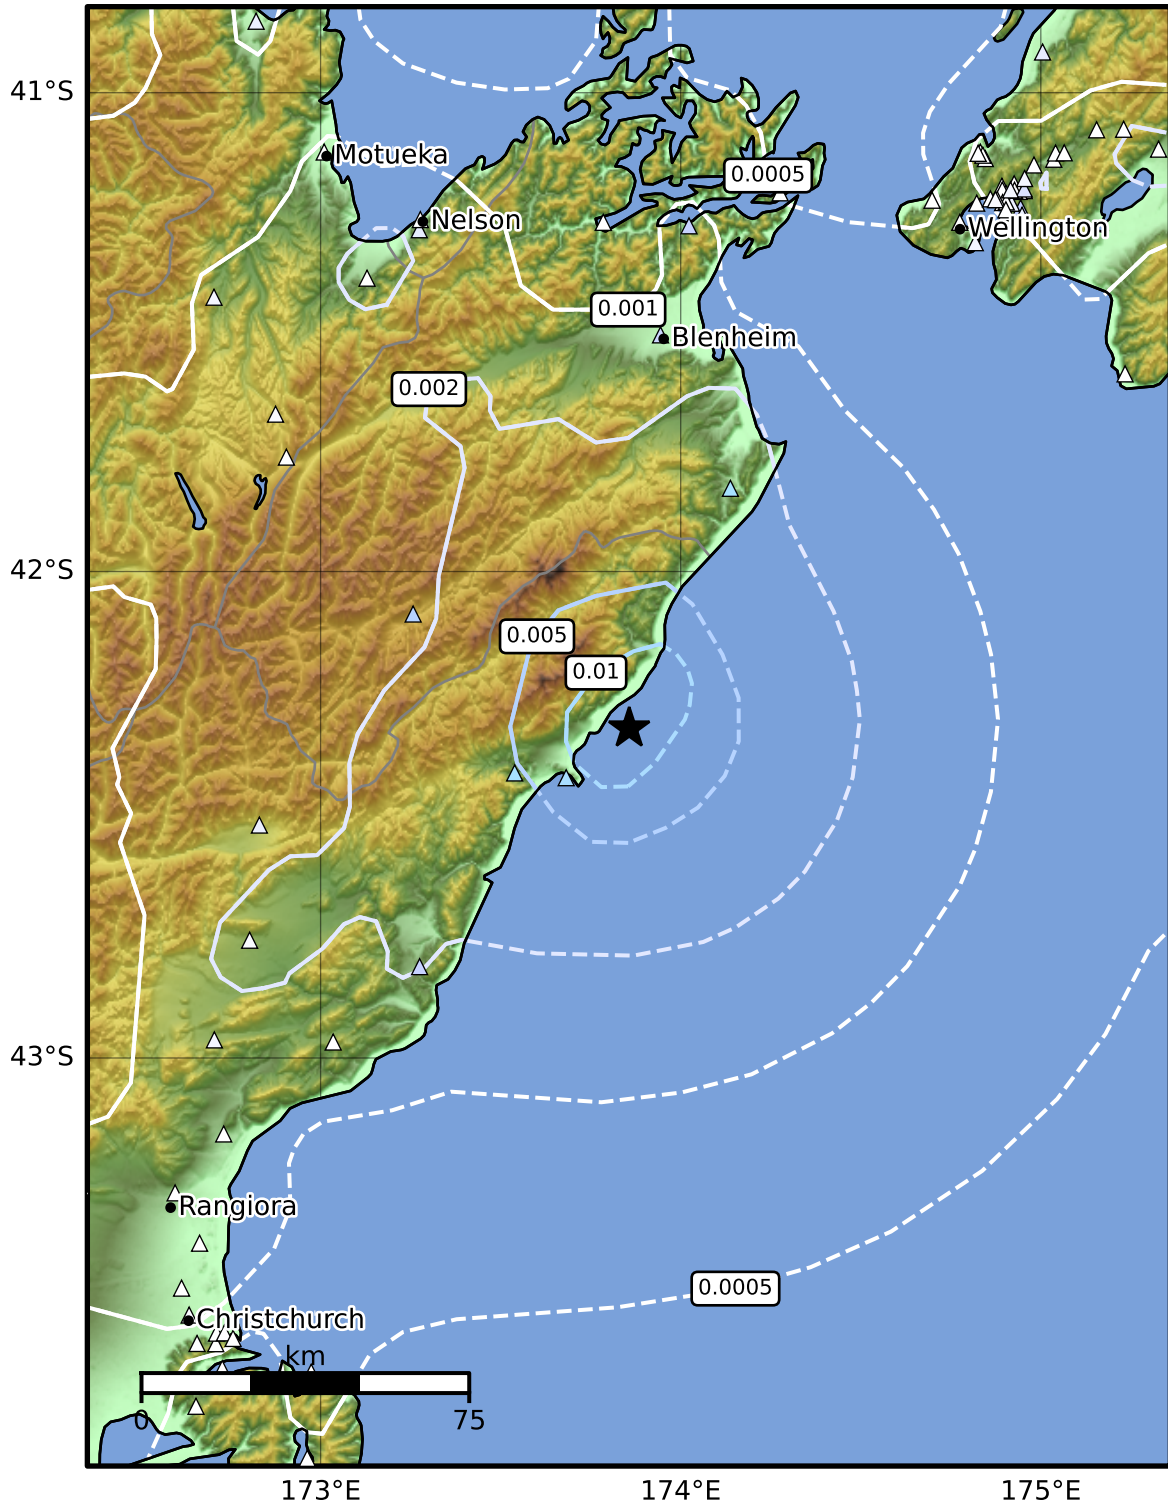 41°S
Motueka
0.0005
Nelson
Wellington
0.001
Blenheim
0.002
42°S
0.005
0.01
43°S
Rangiora
0.0005
Christchurch
km
0
75
173°E
174°E
175°E